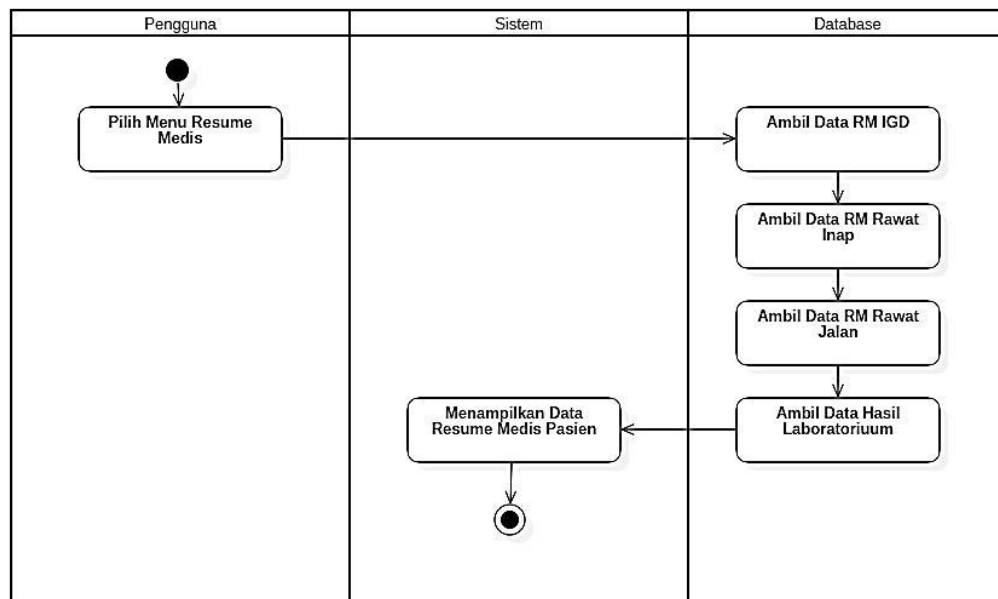 Pengguna
Sistem
Database
Pilih Menu Resume
Medis
Ambil Data RM IGD
Ambil Data RM Rawat
Inap
Ambil Data RM Rawat
Jalan
Menampilkan Data
Resume Medis Pasien
Ambil Data Hasil
Laboratoriuum